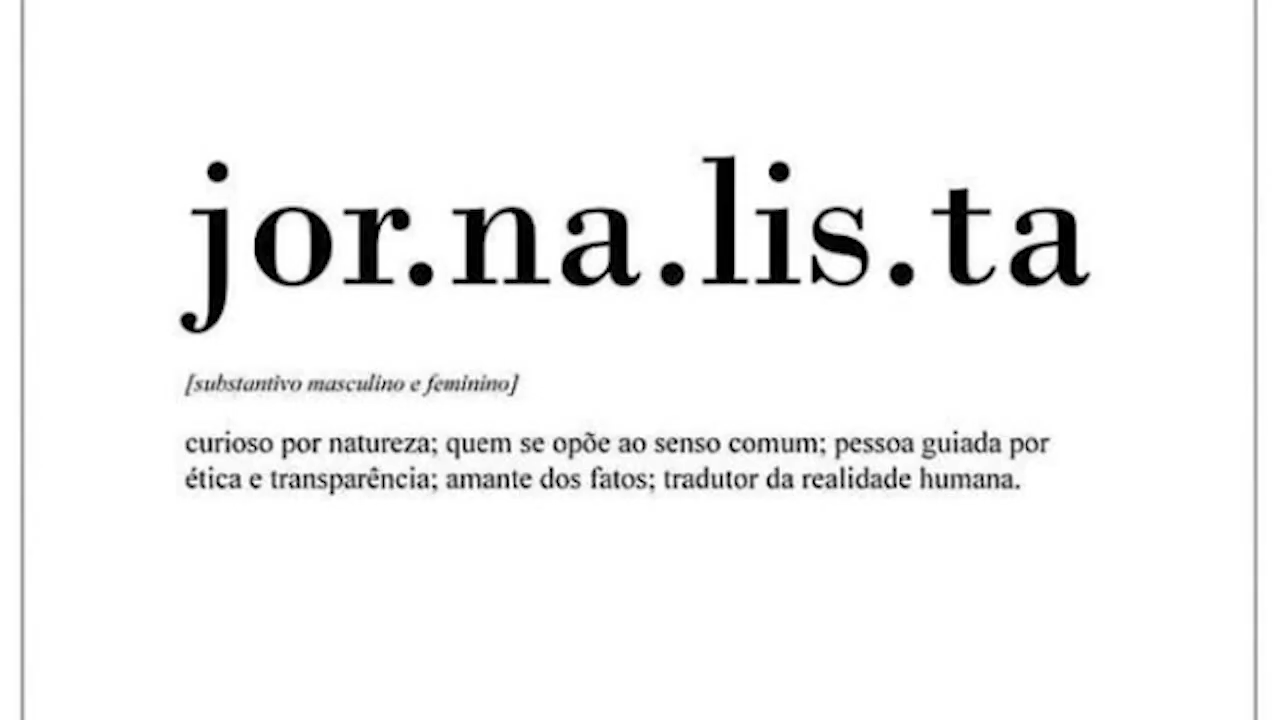 jor.na.lis.ta
[substantivo masculino e feminino]
curioso por natureza; quem se opõe ao senso comum; pessoa guiada por
ética e transparência; amante dos fatos; tradutor da realidade humana.